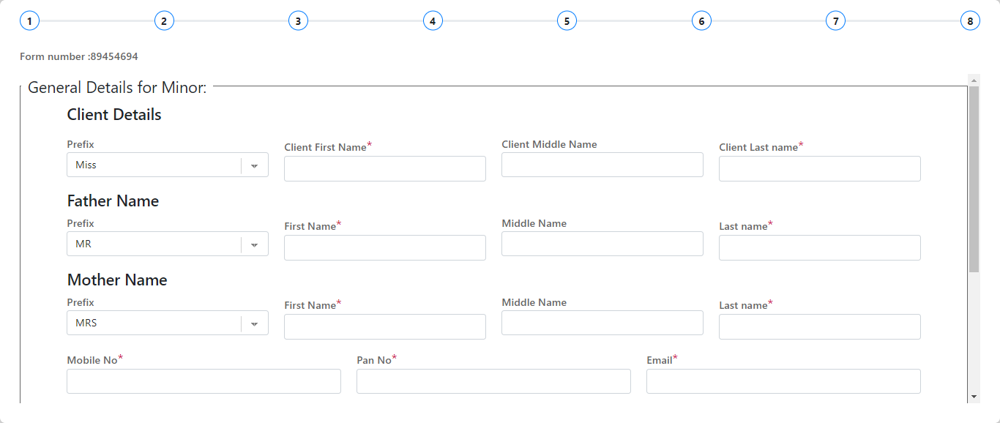 1 2 3 4 5 6 7 8
Form number :89454694
General Details for Minor:
Client Details
Prefix Client First Name* Client Middle Name Client Last name*
Miss
Father Name
Prefix First Name* Middle Name Last name*
MR
Mother Name
Prefix First Name* Middle Name Last name*
MRS
Mobile No* Pan No* Email*